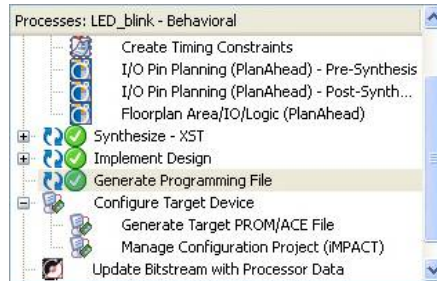 Processes: LED_blink - Behavioral
Create Timing Constraints
I/O Pin Planning (PlanAhead) - Pre-Synthesis
I/O Pin Planning (PlanAhead) - Post-Synth...
Floorplan Area/IO/Logic (PlanAhead)
Synthesize - XST
Implement Design
Generate Programming File
Configure Target Device
Generate Target PROM/ACE File
Manage Configuration Project (iMPACT)
Update Bitstream with Processor Data